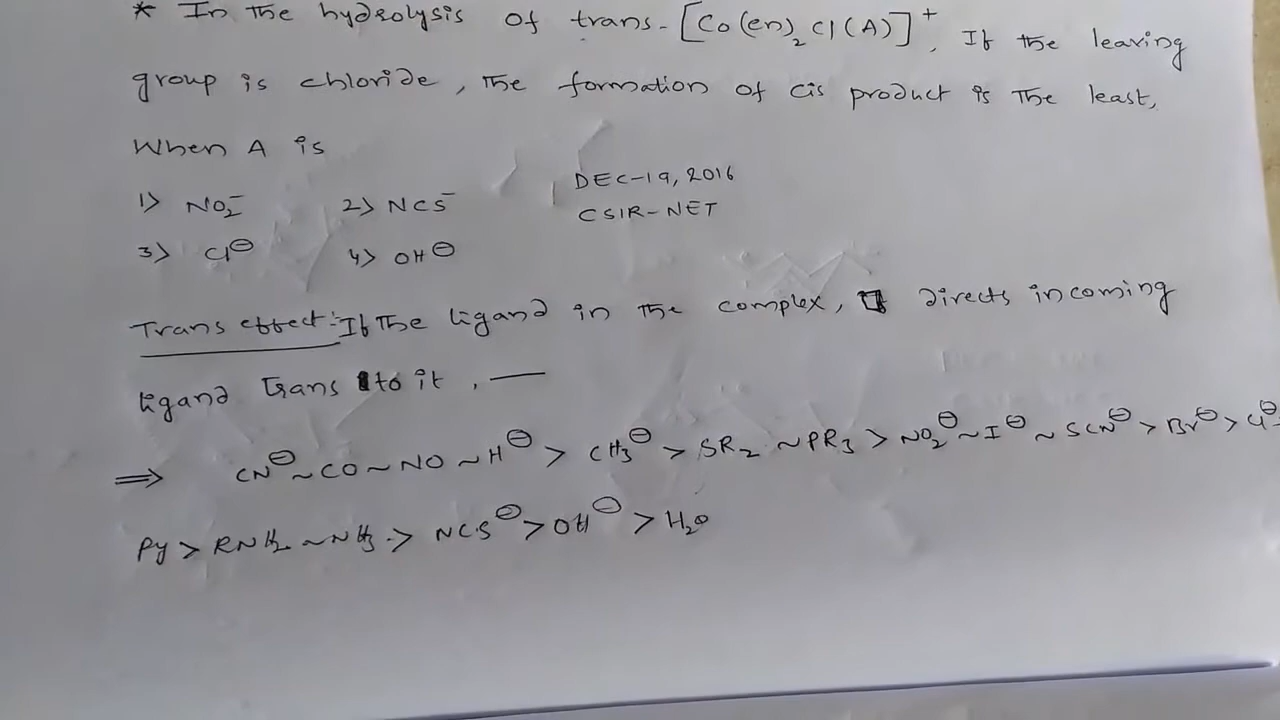 * In the hydrolysis of trans-[Co(en)₂Cl(A)]⁺, If the leaving
group is chloride, The formation of cis product is The least,
When A is
1) NO₂⁻ 2) NCS⁻
DEC-19, 2016
CSIR-NET
3) Cl⊖ 4) OH⊖
Trans effect:- If The ligand in the complex, directs incoming
ligand trans to it, —
⇒ CN⊖ ~ CO ~ NO ~ H⊖ > CH₃⊖ > SR₂ ~ PR₃ > NO₂⊖ ~ I⊖ ~ SCN⊖ > Br⊖ > Cl⊖ >
Py > RNH₂ ~ NH₃ > NCS⊖ > OH⊖ > H₂O